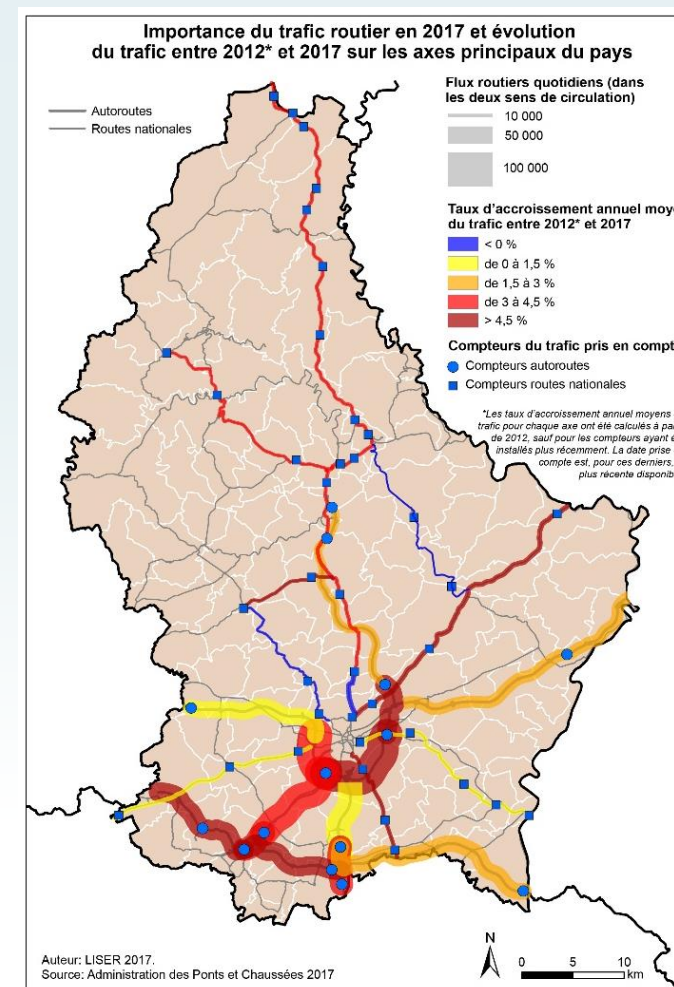 Importance du trafic routier en 2017 et évolution
du trafic entre 2012* et 2017 sur les axes principaux du pays
Autoroutes
Routes nationales
Flux routiers quotidiens (dans
les deux sens de circulation)
10 000
50 000
100 000
Taux d'accroissement annuel moye
du trafic entre 2012* et 2017
< 0 %
de 0 à 1,5 %
de 1,5 à 3 %
de 3 à 4,5 %
> 4,5 %
Compteurs du trafic pris en compt
Compteurs autoroutes
Compteurs routes nationales
*Les taux d'accroissement annuel moyens
trafic pour chaque axe ont été calculés à pa
de 2012, sauf pour les compteurs ayant é
installés plus récemment. La date prise
compte est, pour ces derniers,
plus récente disponib
Auteur: LISER 2017.
Source: Administration des Ponts et Chaussées 2017
N
0 5 10
km